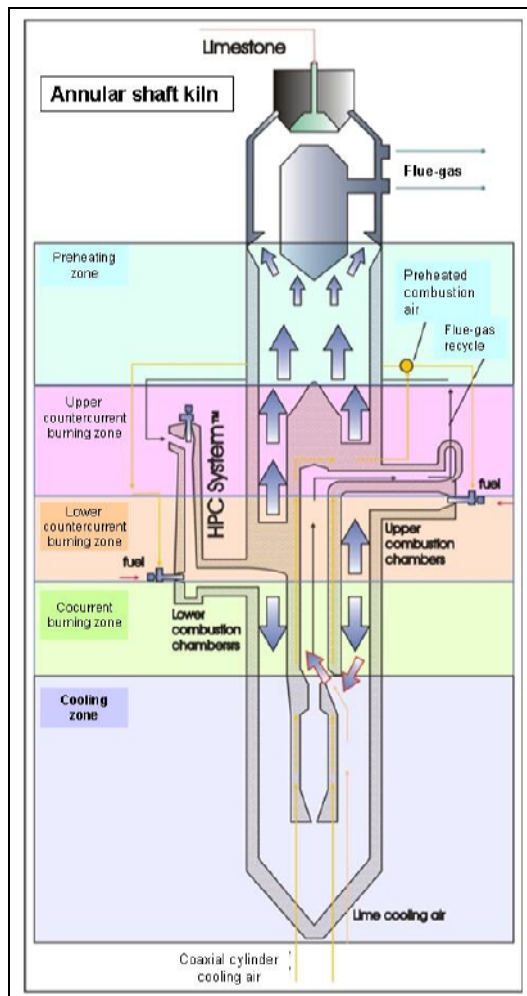 Limestone
Annular shaft kiln
Flue-gas
Preheating
zone
Preheated
combustion
air
Flue-gas
recycle
Upper
countercurrent
burning zone
HPC System™
Lower
countercurrent
burning zone
fuel
Upper
combustion
chambers
fuel
Cocurrent
burning zone
Lower
combustion
chambersrs
Cooling
zone
Lime cooling air
Coaxial cylinder
cooling air